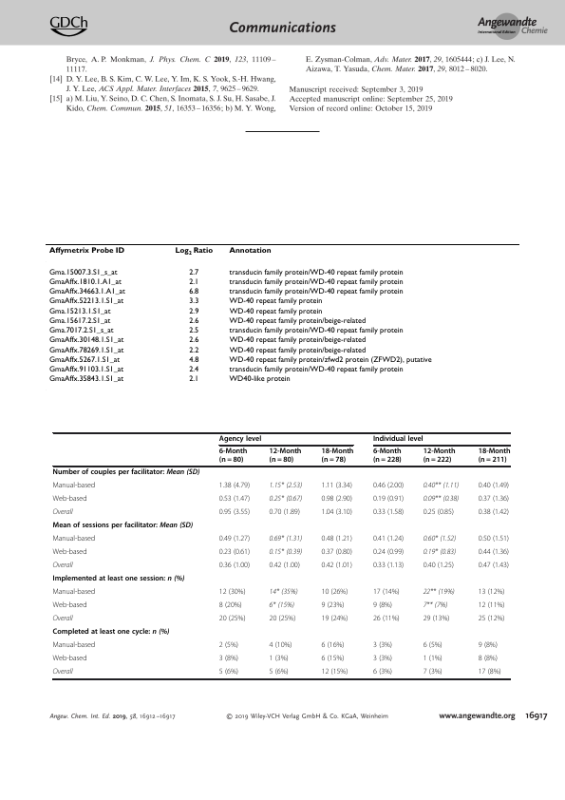 GDCh
Communications
Angewandte
International Edition Chemie
Bryce, A. P. Monkman, J. Phys. Chem. C 2019, 123, 11109–
11117.
[14] D. Y. Lee, B. S. Kim, C. W. Lee, Y. Im, K. S. Yook, S.-H. Hwang,
J. Y. Lee, ACS Appl. Mater. Interfaces 2015, 7, 9625–9629.
[15] a) M. Liu, Y. Seino, D. C. Chen, S. Inomata, S. J. Su, H. Sasabe, J.
Kido, Chem. Commun. 2015, 51, 16353–16356; b) M. Y. Wong,
E. Zysman-Colman, Adv. Mater. 2017, 29, 1605444; c) J. Lee, N.
Aizawa, T. Yasuda, Chem. Mater. 2017, 29, 8012–8020.
Manuscript received: September 3, 2019
Accepted manuscript online: September 25, 2019
Version of record online: October 15, 2019
Affymetrix Probe ID Log2 Ratio Annotation
Gma.15007.3.S1_s_at 2.7 transducin family protein/WD-40 repeat family protein
GmaAffx.1810.1.A1_at 2.1 transducin family protein/WD-40 repeat family protein
GmaAffx.34663.1.A1_at 6.8 transducin family protein/WD-40 repeat family protein
GmaAffx.52213.1.S1_at 3.3 WD-40 repeat family protein
Gma.15213.1.S1_at 2.9 WD-40 repeat family protein
Gma.15617.2.S1_at 2.6 WD-40 repeat family protein/beige-related
Gma.7017.2.S1_s_at 2.5 transducin family protein/WD-40 repeat family protein
GmaAffx.30148.1.S1_at 2.6 WD-40 repeat family protein/beige-related
GmaAffx.78269.1.S1_at 2.2 WD-40 repeat family protein/beige-related
GmaAffx.5267.1.S1_at 4.8 WD-40 repeat family protein/zfwd2 protein (ZFWD2), putative
GmaAffx.91103.1.S1_at 2.4 transducin family protein/WD-40 repeat family protein
GmaAffx.35843.1.S1_at 2.1 WD40-like protein
Agency level Individual level
6-Month 12-Month 18-Month 6-Month 12-Month 18-Month
(n = 80) (n = 80) (n = 78) (n = 228) (n = 222) (n = 211)
Number of couples per facilitator: Mean (SD)
Manual-based 1.38 (4.79) 1.15* (2.53) 1.11 (3.34) 0.46 (2.00) 0.40** (1.11) 0.40 (1.49)
Web-based 0.53 (1.47) 0.25* (0.67) 0.98 (2.90) 0.19 (0.91) 0.09** (0.38) 0.37 (1.36)
Overall 0.95 (3.55) 0.70 (1.89) 1.04 (3.10) 0.33 (1.58) 0.25 (0.85) 0.38 (1.42)
Mean of sessions per facilitator: Mean (SD)
Manual-based 0.49 (1.27) 0.69* (1.31) 0.48 (1.21) 0.41 (1.24) 0.60* (1.52) 0.50 (1.51)
Web-based 0.23 (0.61) 0.15* (0.39) 0.37 (0.80) 0.24 (0.99) 0.19* (0.83) 0.44 (1.36)
Overall 0.36 (1.00) 0.42 (1.00) 0.42 (1.01) 0.33 (1.13) 0.40 (1.25) 0.47 (1.43)
Implemented at least one session: n (%)
Manual-based 12 (30%) 14* (35%) 10 (26%) 17 (14%) 22** (19%) 13 (12%)
Web-based 8 (20%) 6* (15%) 9 (23%) 9 (8%) 7** (7%) 12 (11%)
Overall 20 (25%) 20 (25%) 19 (24%) 26 (11%) 29 (13%) 25 (12%)
Completed at least one cycle: n (%)
Manual-based 2 (5%) 4 (10%) 6 (16%) 3 (3%) 6 (5%) 9 (8%)
Web-based 3 (8%) 1 (3%) 6 (15%) 3 (3%) 1 (1%) 8 (8%)
Overall 5 (6%) 5 (6%) 12 (15%) 6 (3%) 7 (3%) 17 (8%)
Angew. Chem. Int. Ed. 2019, 58, 16912–16917 © 2019 Wiley-VCH Verlag GmbH & Co. KGaA, Weinheim www.angewandte.org 16917